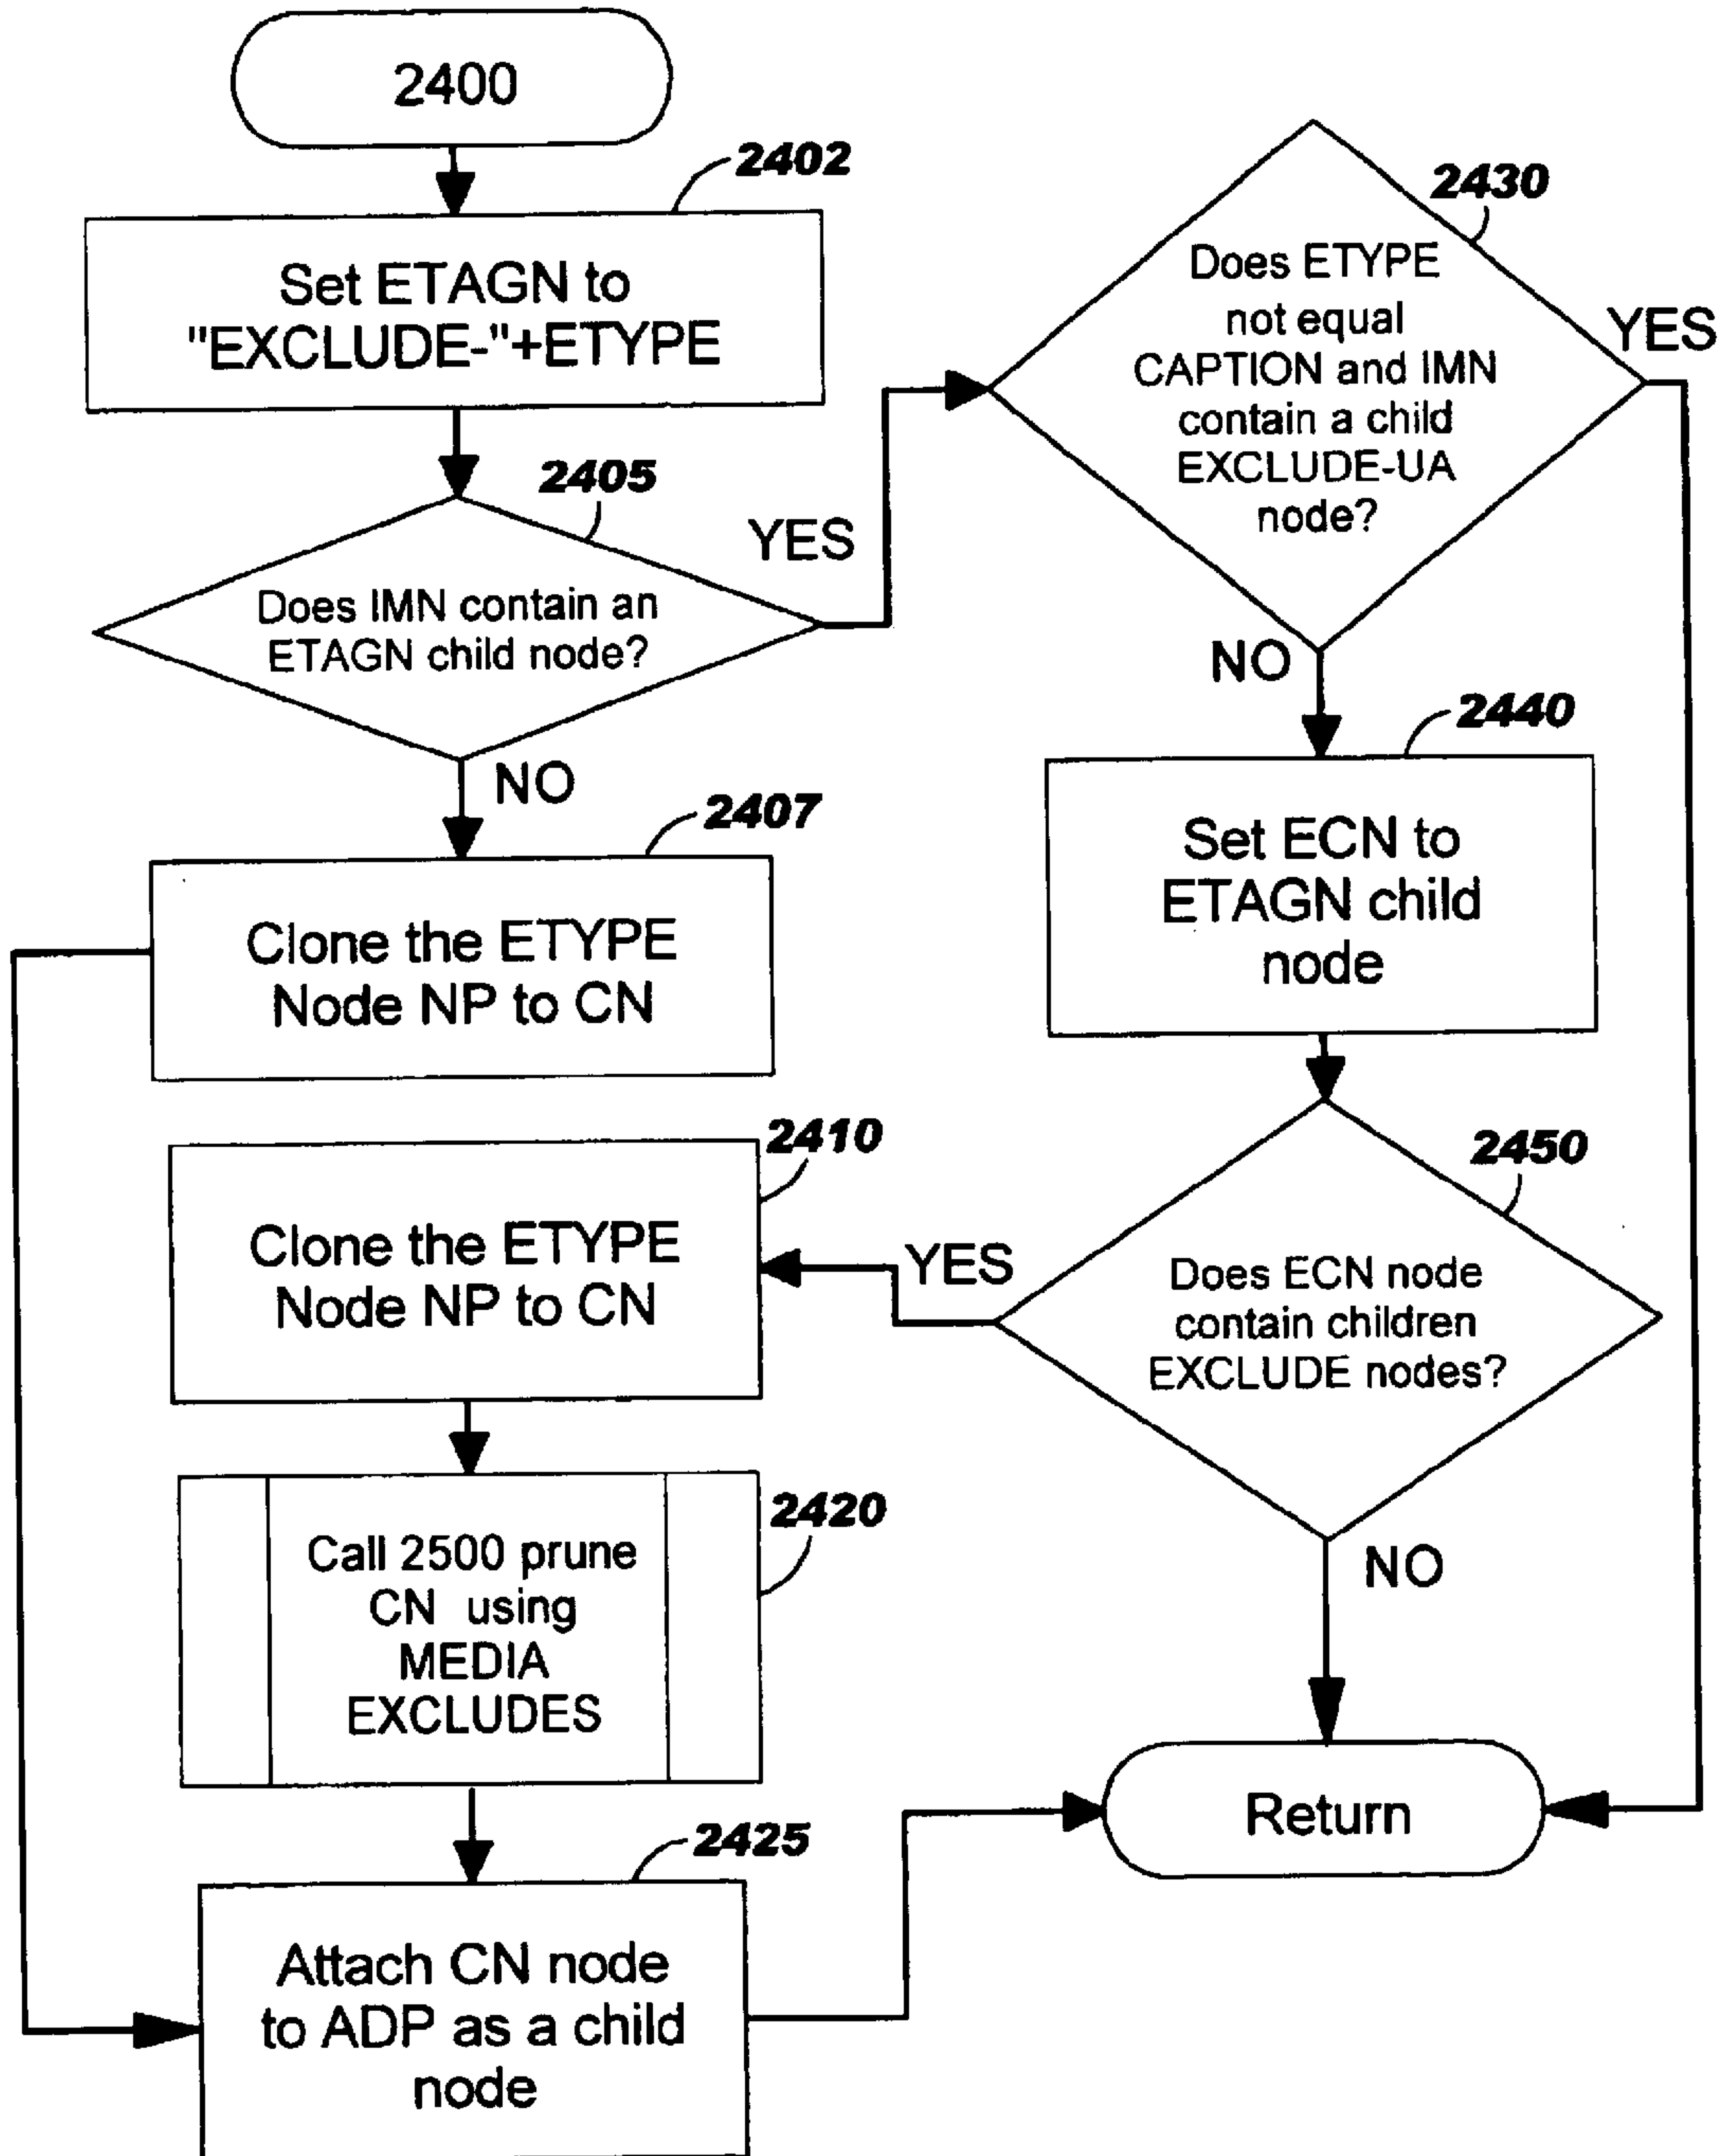 2400
2402
Set ETAGN to
"EXCLUDE-"+ETYPE
2405
YES
Does IMN contain an
ETAGN child node?
NO
2407
Clone the ETYPE
Node NP to CN
2410
Clone the ETYPE
Node NP to CN
2420
Call 2500 prune
CN using
MEDIA
EXCLUDES
2425
Attach CN node
to ADP as a child
node
2430
Does ETYPE
not equal
CAPTION and IMN
contain a child
EXCLUDE-UA
node?
YES
NO
2440
Set ECN to
ETAGN child
node
2450
YES
Does ECN node
contain children
EXCLUDE nodes?
NO
Return